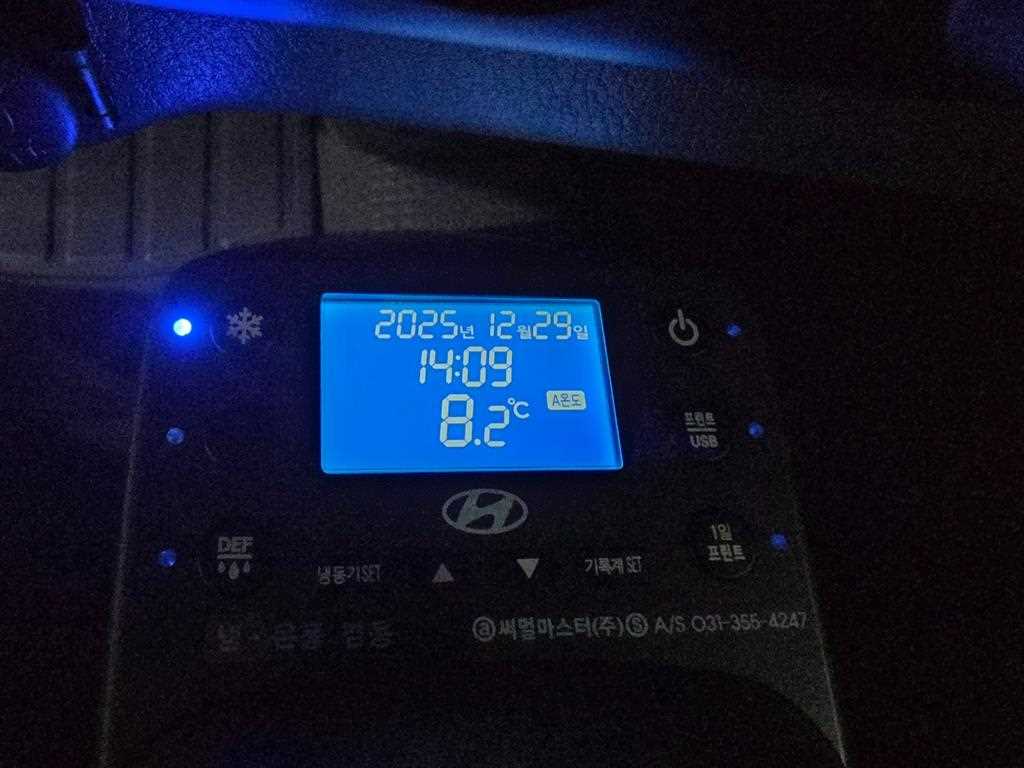 2025년 12월29일
14:09
8.2℃ A온도
프린트
USB
DEF
1일
프린트
냉동기SET ▲ ▼ 기록계 SET
ⓐ써멀마스터(주)Ⓢ A/S 031-355-4247